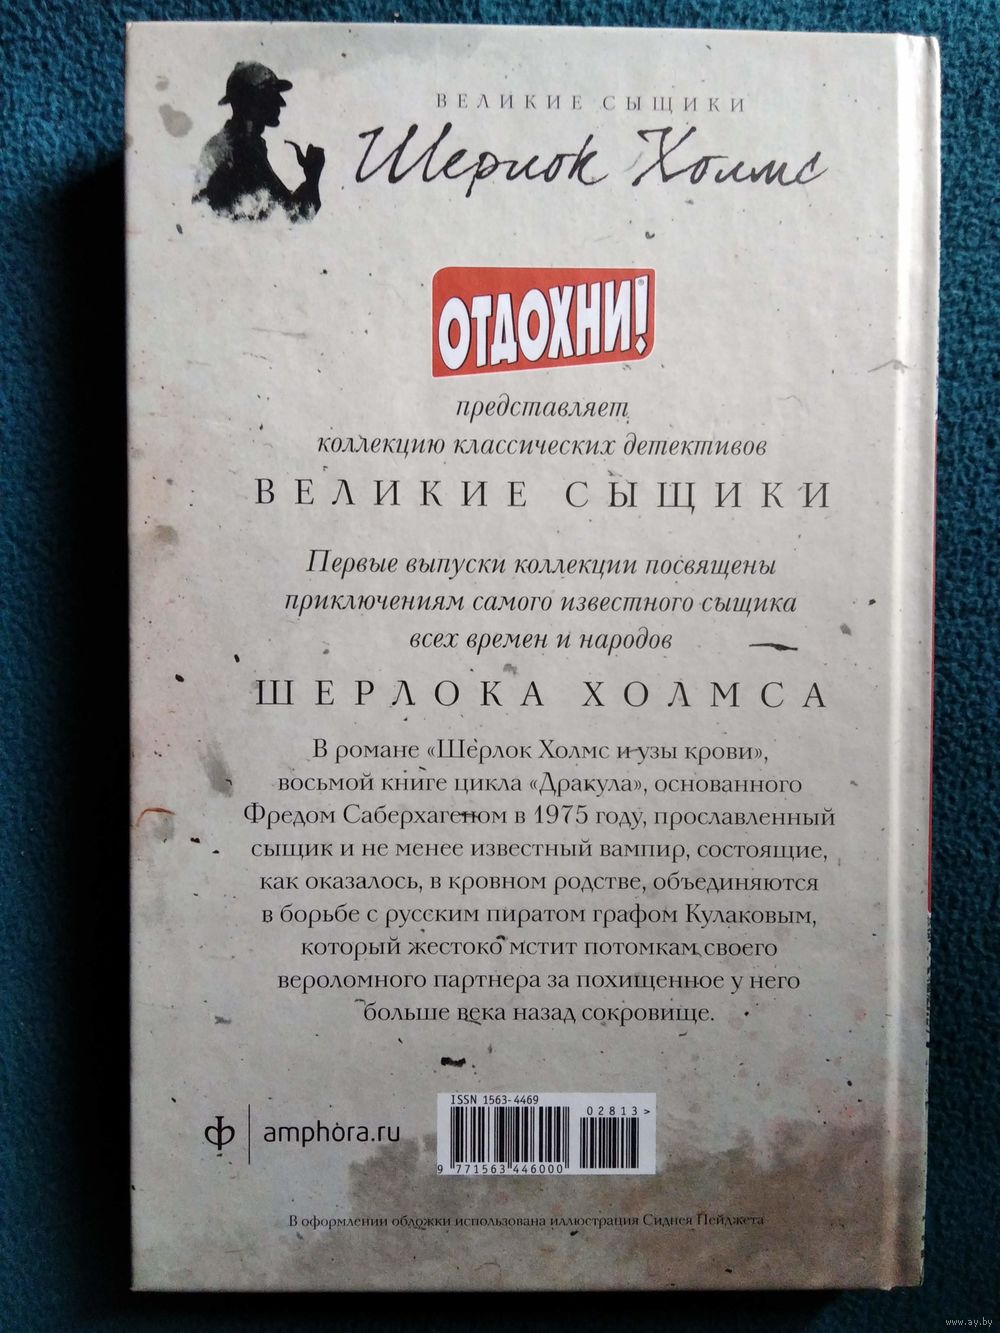 ВЕЛИКИЕ СЫЩИКИ
Шерлок Холмс
ОТДОХНИ!
представляет
коллекцию классических детективов
ВЕЛИКИЕ СЫЩИКИ
Первые выпуски коллекции посвящены
приключениям самого известного сыщика
всех времен и народов
ШЕРЛОКА ХОЛМСА
В романе «Шерлок Холмс и узы крови»,
восьмой книге цикла «Дракула», основанного
Фредом Саберхагеном в 1975 году, прославленный
сыщик и не менее известный вампир, состоящие,
как оказалось, в кровном родстве, объединяются
в борьбе с русским пиратом графом Кулаковым,
который жестоко мстит потомкам своего
вероломного партнера за похищенное у него
больше века назад сокровище.
ф | amphora.ru
ISSN 1563-4469
02813>
9 771563 446000
В оформлении обложки использована иллюстрация Сиднея Пейджета
www.ay.by